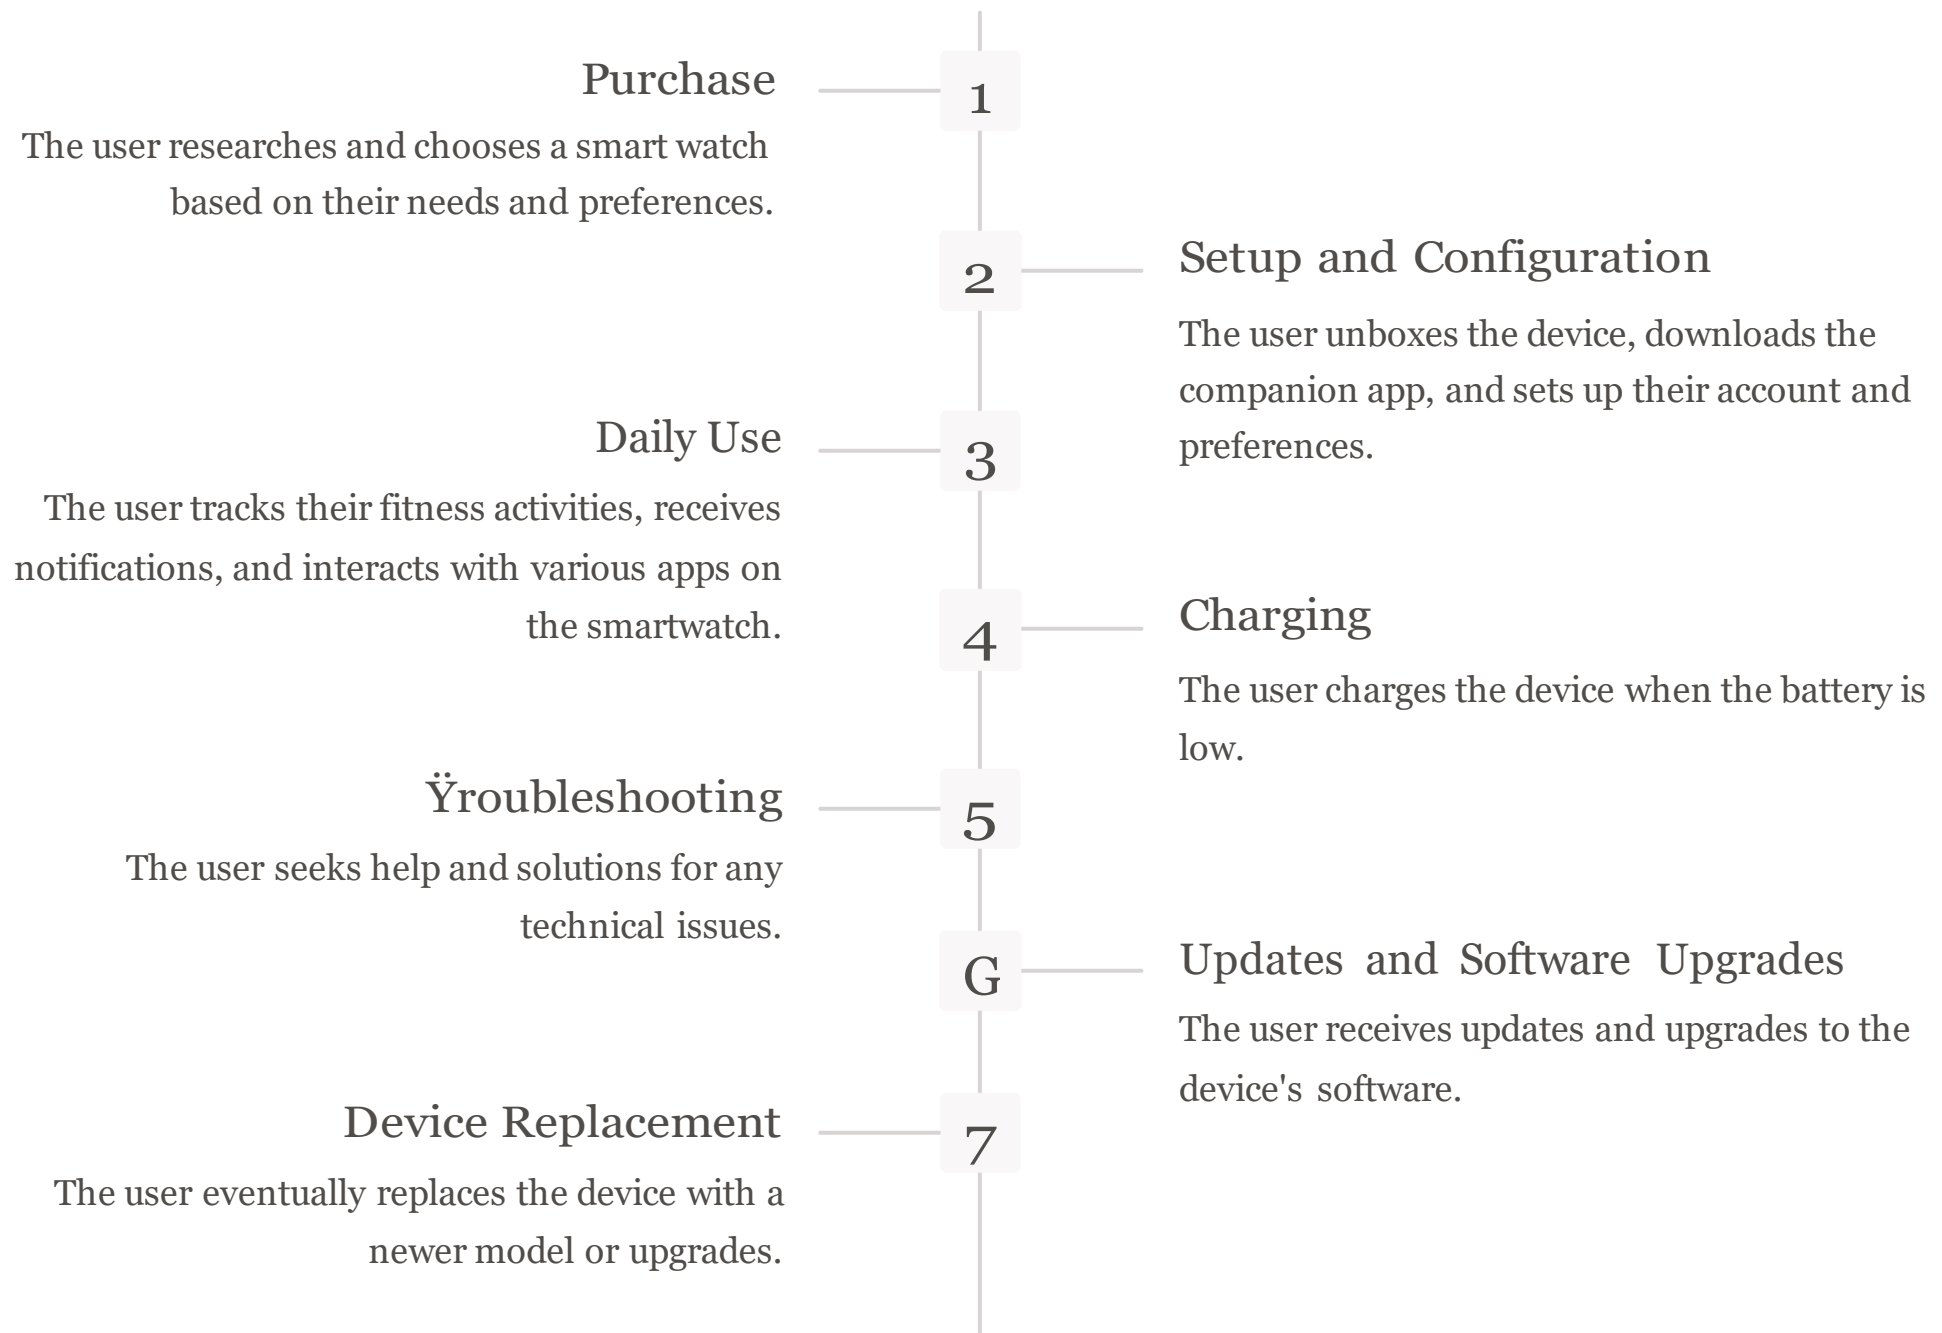 Purchase
1
The user researches and chooses a smart watch
based on their needs and preferences.
2
Setup and Configuration
The user unboxes the device, downloads the
companion app, and sets up their account and
preferences.
Daily Use
3
The user tracks their fitness activities, receives
notifications, and interacts with various apps on
the smartwatch.
4
Charging
The user charges the device when the battery is
low.
Ÿroubleshooting
5
The user seeks help and solutions for any
technical issues.
G
Updates and Software Upgrades
The user receives updates and upgrades to the
device's software.
Device Replacement
7
The user eventually replaces the device with a
newer model or upgrades.